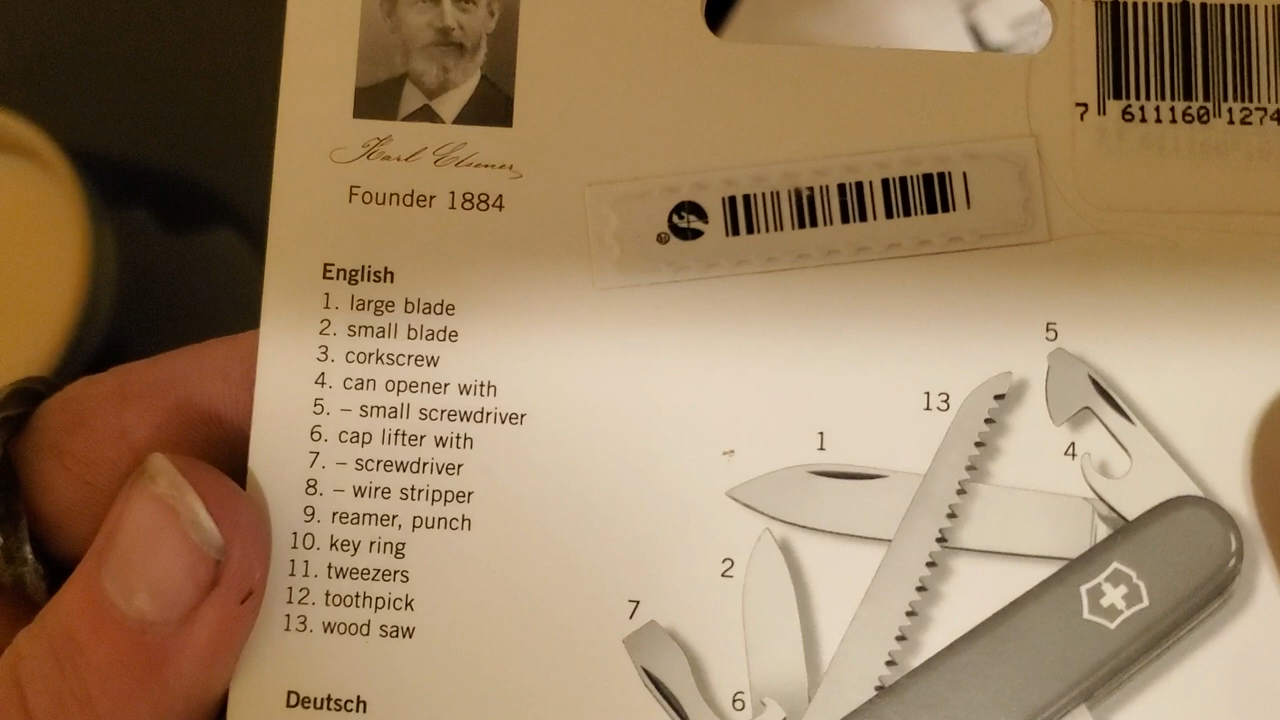 Karl Elsener
Founder 1884
7 611160 1274
®
English
1. large blade
2. small blade
3. corkscrew
4. can opener with
5. – small screwdriver
6. cap lifter with
7. – screwdriver
8. – wire stripper
9. reamer, punch
10. key ring
11. tweezers
12. toothpick
13. wood saw
Deutsch
5
13
4
1
2
7
6